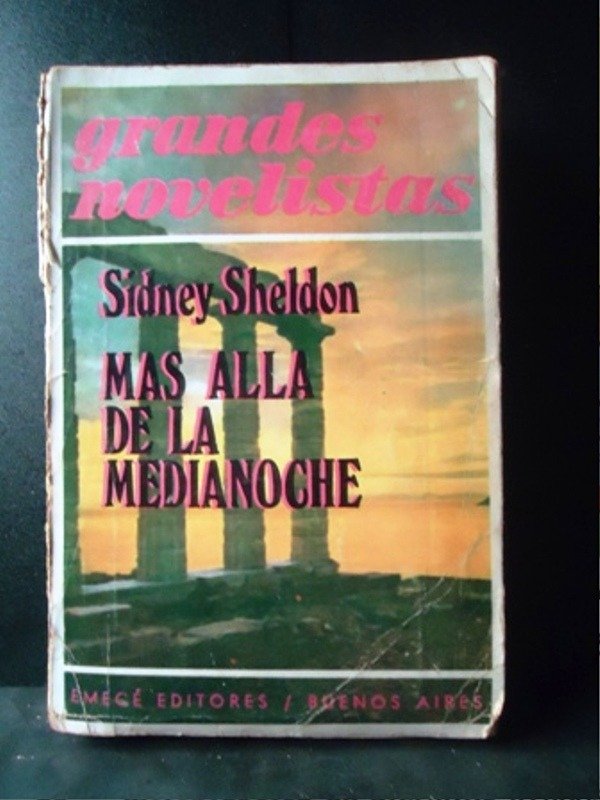 grandes
novelistas
Sidney Sheldon
MAS ALLA
DE LA
MEDIANOCHE
EMECÉ EDITORES / BUENOS AIRES